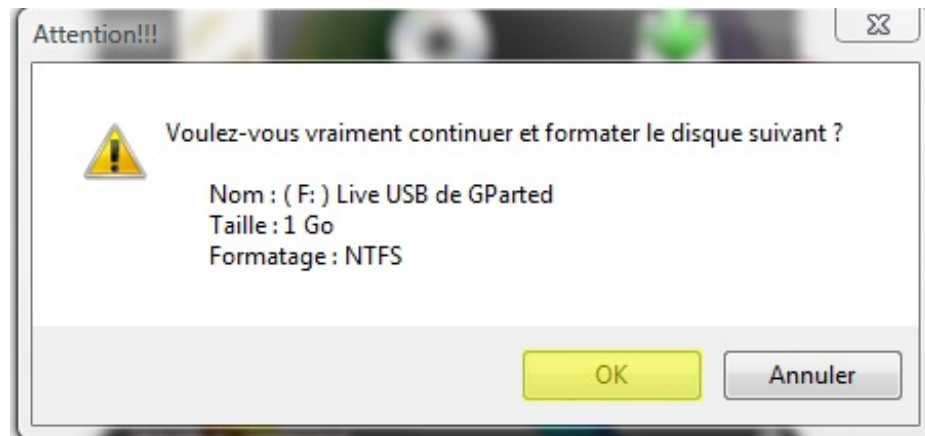 Attention!!!
Voulez-vous vraiment continuer et formater le disque suivant ?
Nom : ( F: ) Live USB de GParted
Taille : 1 Go
Formatage : NTFS
OK
Annuler